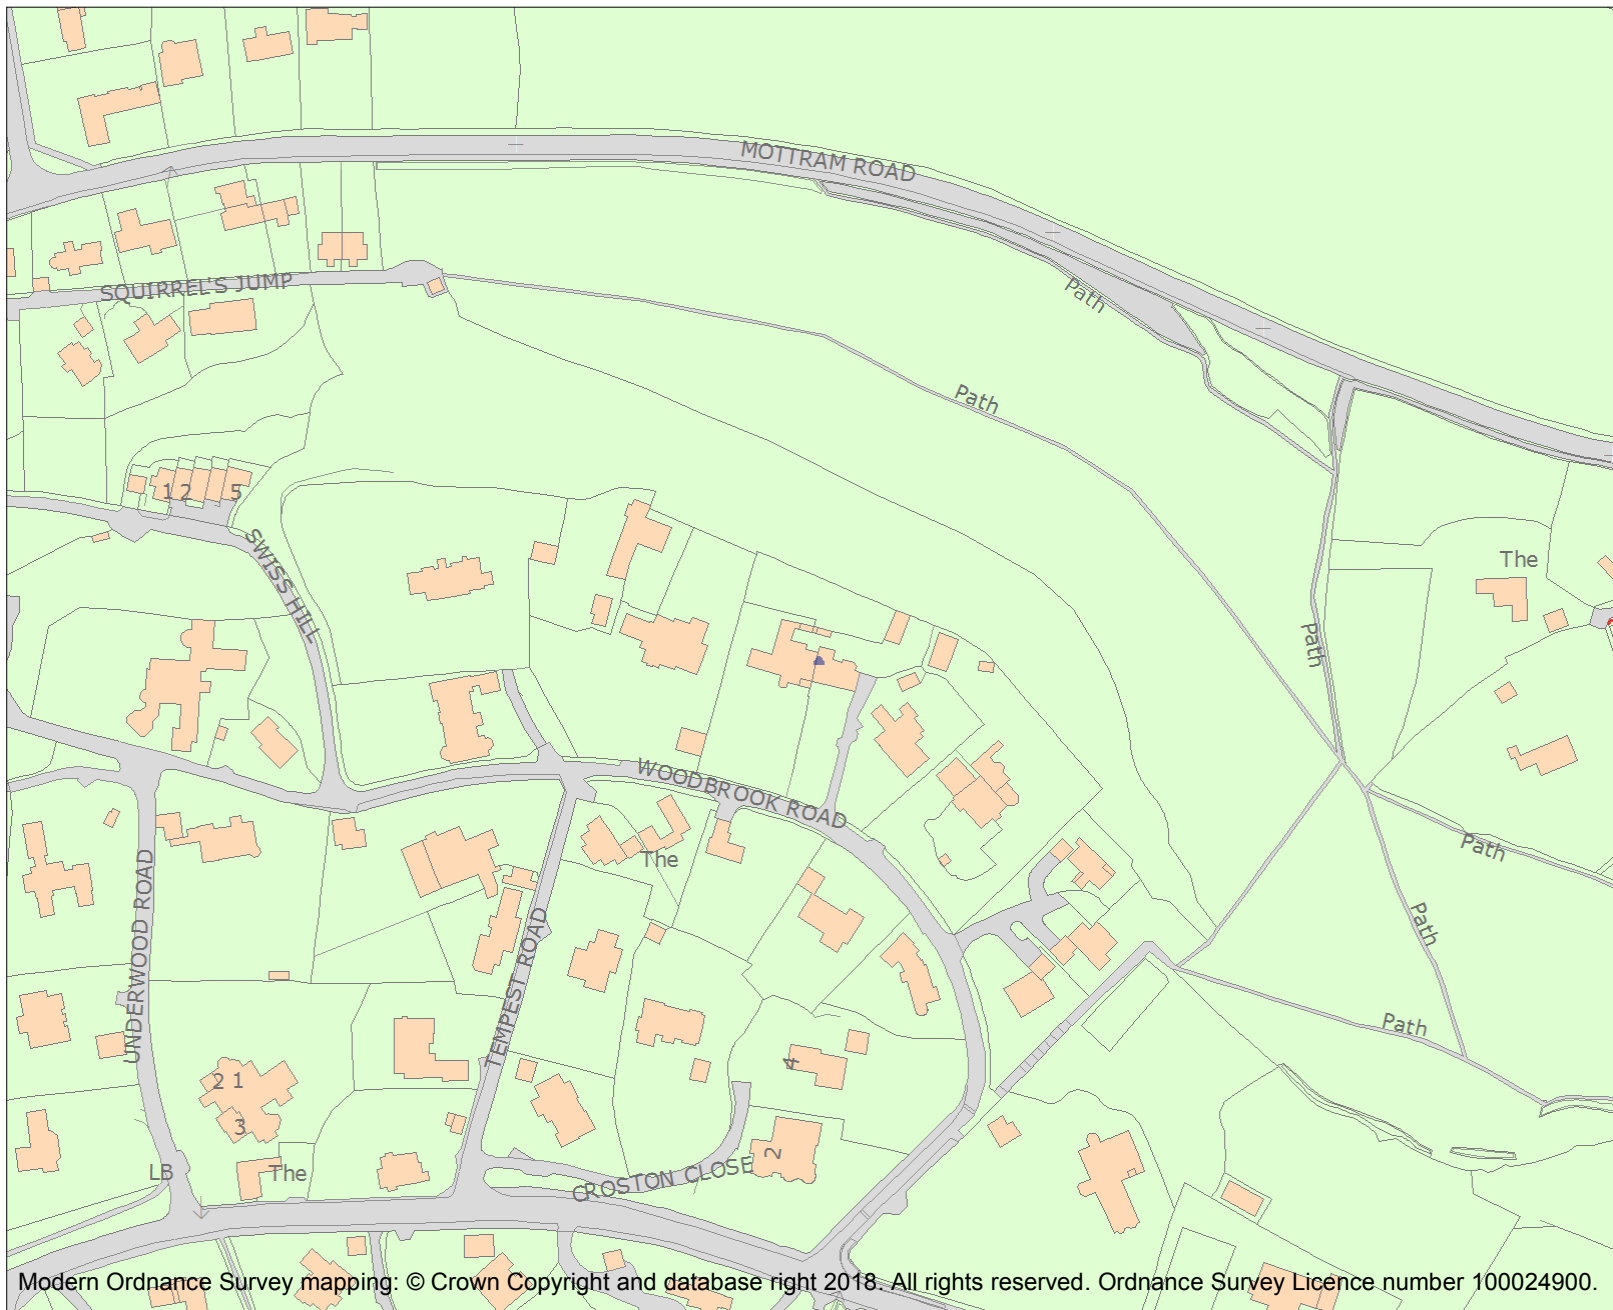 MOTTRAM ROAD
SQUIRREL'S JUMP
Path
Path
1 2
5
SWISS HILL
The
Path
WOODBROOK ROAD
The
Path
UNDERWOOD ROAD
TEMPEST ROAD
Path
Path
4
2 1
3
2
LB
The
CROSTON CLOSE
Modern Ordnance Survey mapping: © Crown Copyright and database right 2018. All rights reserved. Ordnance Survey Licence number 100024900.